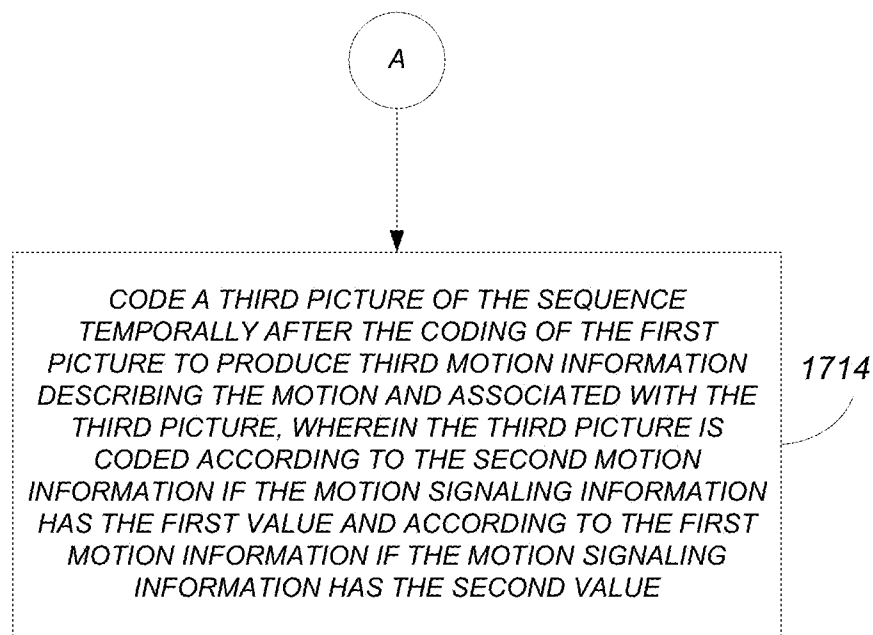 A
CODE A THIRD PICTURE OF THE SEQUENCE
TEMPORALLY AFTER THE CODING OF THE FIRST
PICTURE TO PRODUCE THIRD MOTION INFORMATION
DESCRIBING THE MOTION AND ASSOCIATED WITH THE
THIRD PICTURE, WHEREIN THE THIRD PICTURE IS
CODED ACCORDING TO THE SECOND MOTION
INFORMATION IF THE MOTION SIGNALING INFORMATION
HAS THE FIRST VALUE AND ACCORDING TO THE FIRST
MOTION INFORMATION IF THE MOTION SIGNALING
INFORMATION HAS THE SECOND VALUE
1714